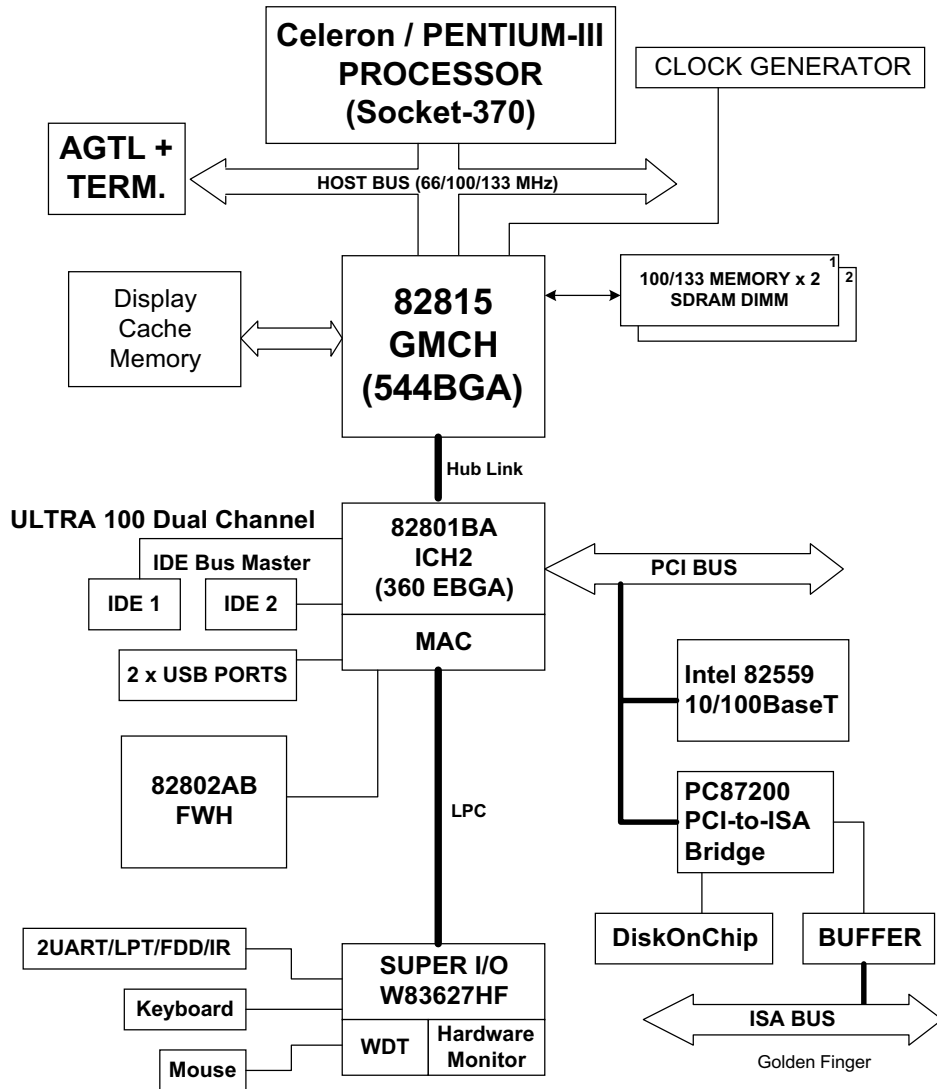 Celeron / PENTIUM-III
PROCESSOR
(Socket-370)
CLOCK GENERATOR
AGTL +
TERM.
HOST BUS (66/100/133 MHz)
Display
Cache
Memory
82815
GMCH
(544BGA)
100/133 MEMORY x 2
SDRAM DIMM
1
2
Hub Link
ULTRA 100 Dual Channel
IDE Bus Master
IDE 1
IDE 2
82801BA
ICH2
(360 EBGA)
MAC
PCI BUS
2 x USB PORTS
Intel 82559
10/100BaseT
82802AB
FWH
LPC
PC87200
PCI-to-ISA
Bridge
DiskOnChip
BUFFER
2UART/LPT/FDD/IR
Keyboard
Mouse
SUPER I/O
W83627HF
WDT
Hardware
Monitor
ISA BUS
Golden Finger